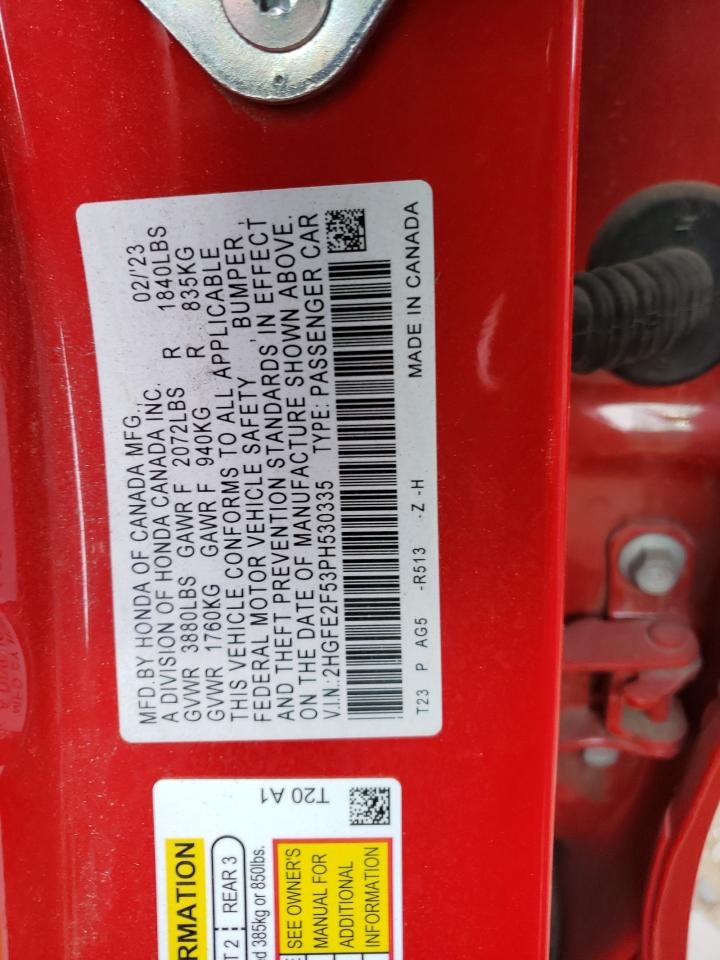 MFD.BY HONDA OF CANADA MFG.,
A DIVISION OF HONDA CANADA INC. 02/'23
GVWR 3880LBS GAWR F 2072LBS R 1840LBS
GVWR 1760KG GAWR F 940KG R 835KG
THIS VEHICLE CONFORMS TO ALL APPLICABLE
FEDERAL MOTOR VEHICLE SAFETY, BUMPER,
AND THEFT PREVENTION STANDARDS IN EFFECT
ON THE DATE OF MANUFACTURE SHOWN ABOVE.
V.I.N.:2HGFE2F53PH530335 TYPE: PASSENGER CAR
T23 P AG5 -R513 -Z -H MADE IN CANADA
RMATION
T 2 REAR 3
ed 385kg or 850lbs.
SEE OWNER'S
MANUAL FOR
ADDITIONAL
INFORMATION
T20 A1